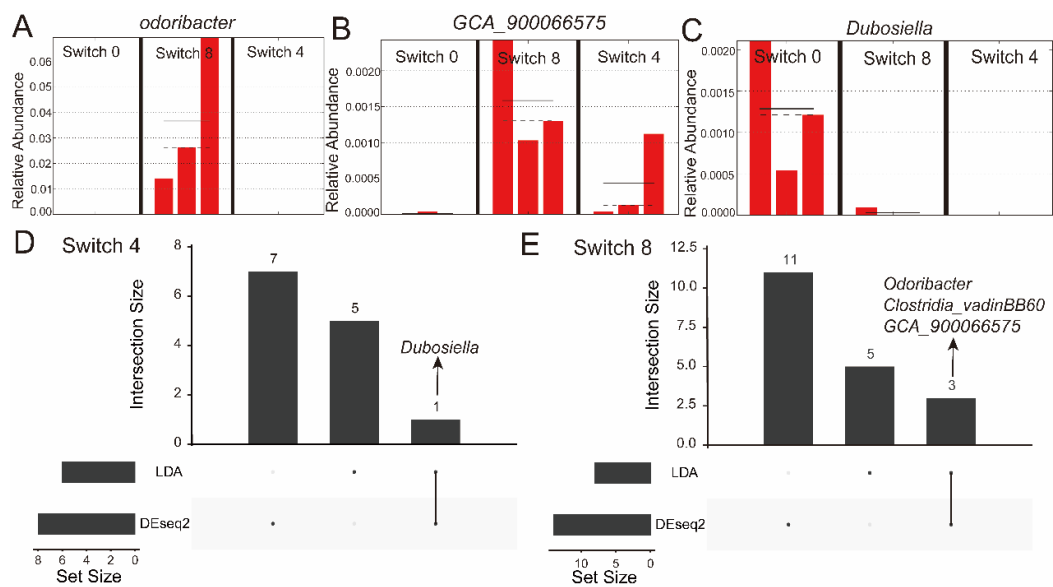 A
odoribacter
Relative Abundance
0.06
0.05
0.04
0.03
0.02
0.01
0.00
Switch 0
Switch 8
Switch 4
B
GCA_900066575
Relative Abundance
0.0020
0.0015
0.0010
0.0005
0.0000
Switch 0
Switch 8
Switch 4
C
Dubosiella
Relative Abundance
0.0020
0.0015
0.0010
0.0005
0.0000
Switch 0
Switch 8
Switch 4
D
Switch 4
Intersection Size
8
6
4
2
0
7
5
1
Dubosiella
LDA
DEseq2
8 6 4 2 0
Set Size
E
Switch 8
Intersection Size
12.5
10.0
7.5
5.0
2.5
0.0
11
5
3
Odoribacter
Clostridia_vadinBB60
GCA_900066575
LDA
DEseq2
10 5 0
Set Size